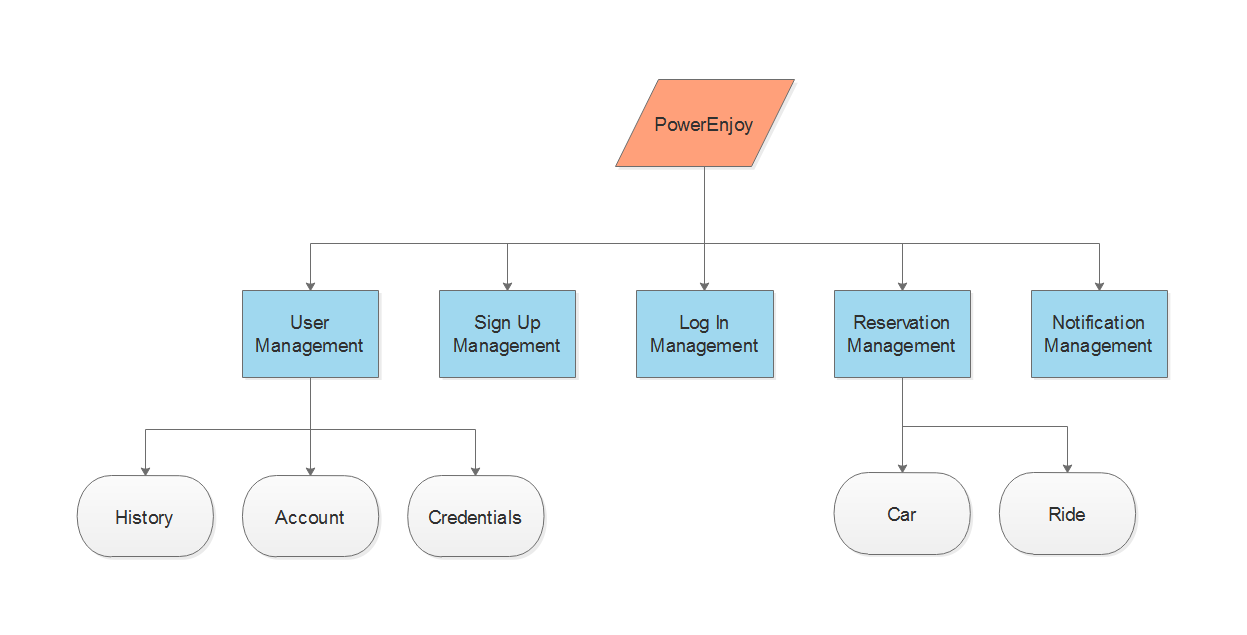 PowerEnjoy
User
Management
Sign Up
Management
Log In
Management
Reservation
Management
Notification
Management
History
Account
Credentials
Car
Ride